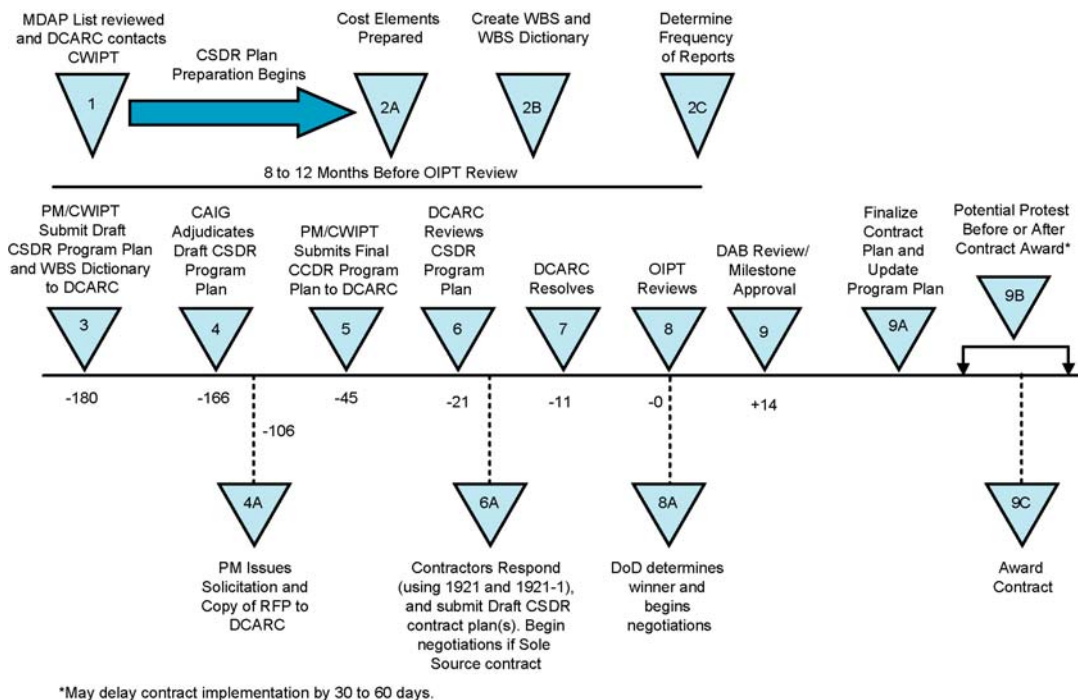 MDAP List reviewed
and DCARC contacts
CWIPT
CSDR Plan
Preparation Begins
Cost Elements
Prepared
Create WBS and
WBS Dictionary
Determine
Frequency
of Reports
1
2A
2B
2C
8 to 12 Months Before OIPT Review
PM/CWIPT
Submit Draft
CSDR Program Plan
and WBS Dictionary
to DCARC
CAIG
Adjudicates
Draft CSDR
Program
Plan
PM/CWIPT
Submits Final
CCDR Program
Plan to DCARC
DCARC
Reviews
CSDR
Program
Plan
DCARC
Resolves
OIPT
Reviews
DAB Review/
Milestone
Approval
Finalize
Contract
Plan and
Update
Program Plan
Potential Protest
Before or After
Contract Award*
3
4
5
6
7
8
9
9A
9B
-180
-166
-106
-45
-21
-11
-0
+14
4A
6A
8A
9C
PM Issues
Solicitation and
Copy of RFP to
DCARC
Contractors Respond
(using 1921 and 1921-1),
and submit Draft CSDR
contract plan(s). Begin
negotiations if Sole
Source contract
DoD determines
winner and
begins
negotiations
Award
Contract
*May delay contract implementation by 30 to 60 days.